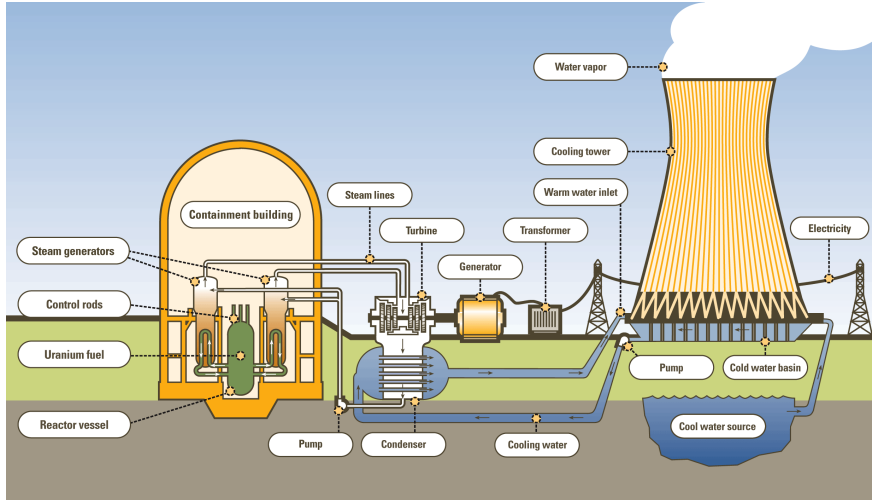 Water vapor
Cooling tower
Steam lines
Warm water inlet
Containment building
Turbine
Transformer
Electricity
Steam generators
Generator
Control rods
Uranium fuel
Pump
Cold water basin
Reactor vessel
Cool water source
Pump
Condenser
Cooling water